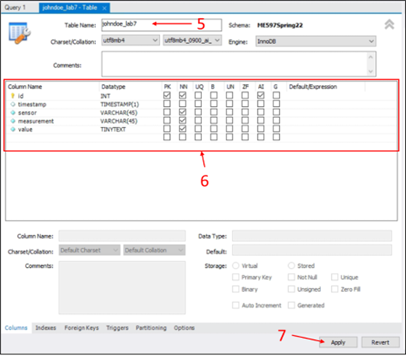 Query 1 johndoe_lab7 - Table ×
Table Name: johndoe_lab7 5 Schema: ME597Spring22
Charset/Collation: utf8mb4 utf8mb4_0900_ai_ Engine: InnoDB
Comments:
Column Name Datatype PK NN UQ B UN ZF AI G Default/Expression
id INT
timestamp TIMESTAMP(1)
sensor VARCHAR(45)
measurement VARCHAR(45)
value TINYTEXT
6
Column Name: Data Type:
Charset/Collation: Default Charset Default Collation Default:
Comments: Storage: Virtual Stored
Primary Key Not Null Unique
Binary Unsigned Zero Fill
Auto Increment Generated
Columns Indexes Foreign Keys Triggers Partitioning Options
7 Apply Revert